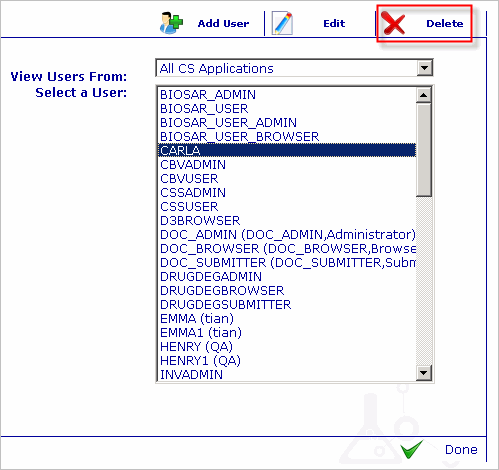 Add User Edit Delete
View Users From: All CS Applications
Select a User:
BIOSAR_ADMIN
BIOSAR_USER
BIOSAR_USER_ADMIN
BIOSAR_USER_BROWSER
CARLA
CBVADMIN
CBVUSER
CSSADMIN
CSSUSER
D3BROWSER
DOC_ADMIN (DOC_ADMIN,Administrator)
DOC_BROWSER (DOC_BROWSER,Browse
DOC_SUBMITTER (DOC_SUBMITTER,Subm
DRUGDEGADMIN
DRUGDEGBROWSER
DRUGDEGSUBMITTER
EMMA (tian)
EMMA1 (tian)
HENRY (QA)
HENRY1 (QA)
INVADMIN
Done